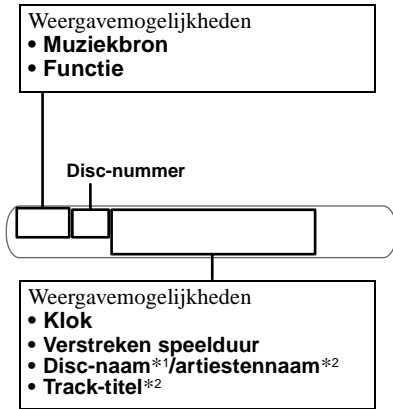 Weergavemogelijkheden
• Muziekbron
• Functie
Disc-nummer
Weergavemogelijkheden
• Klok
• Verstreken speelduur
• Disc-naam*1/artiestennaam*2
• Track-titel*2